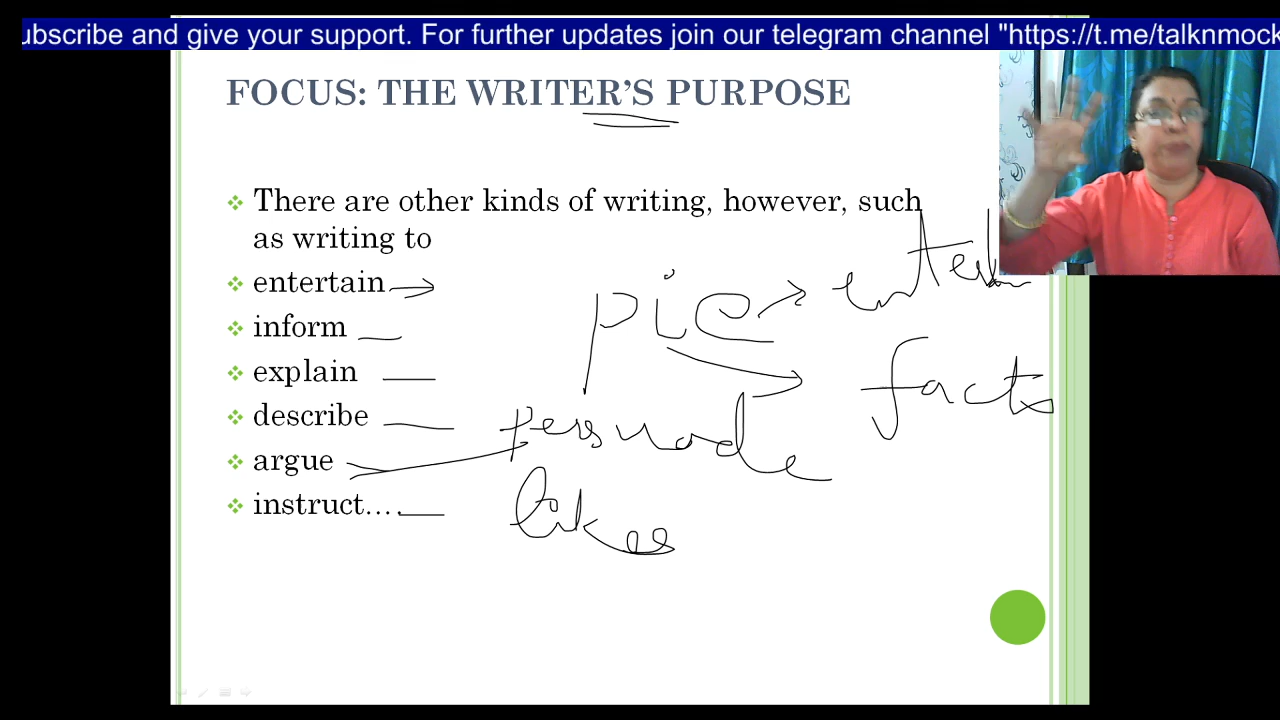 ubscribe and give your support. For further updates join our telegram channel "https://t.me/talknmock
FOCUS: THE WRITER'S PURPOSE
❖ There are other kinds of writing, however, such
as writing to
❖ entertain
❖ inform
❖ explain
❖ describe
❖ argue
❖ instruct….
pie
facts
persuade
likes